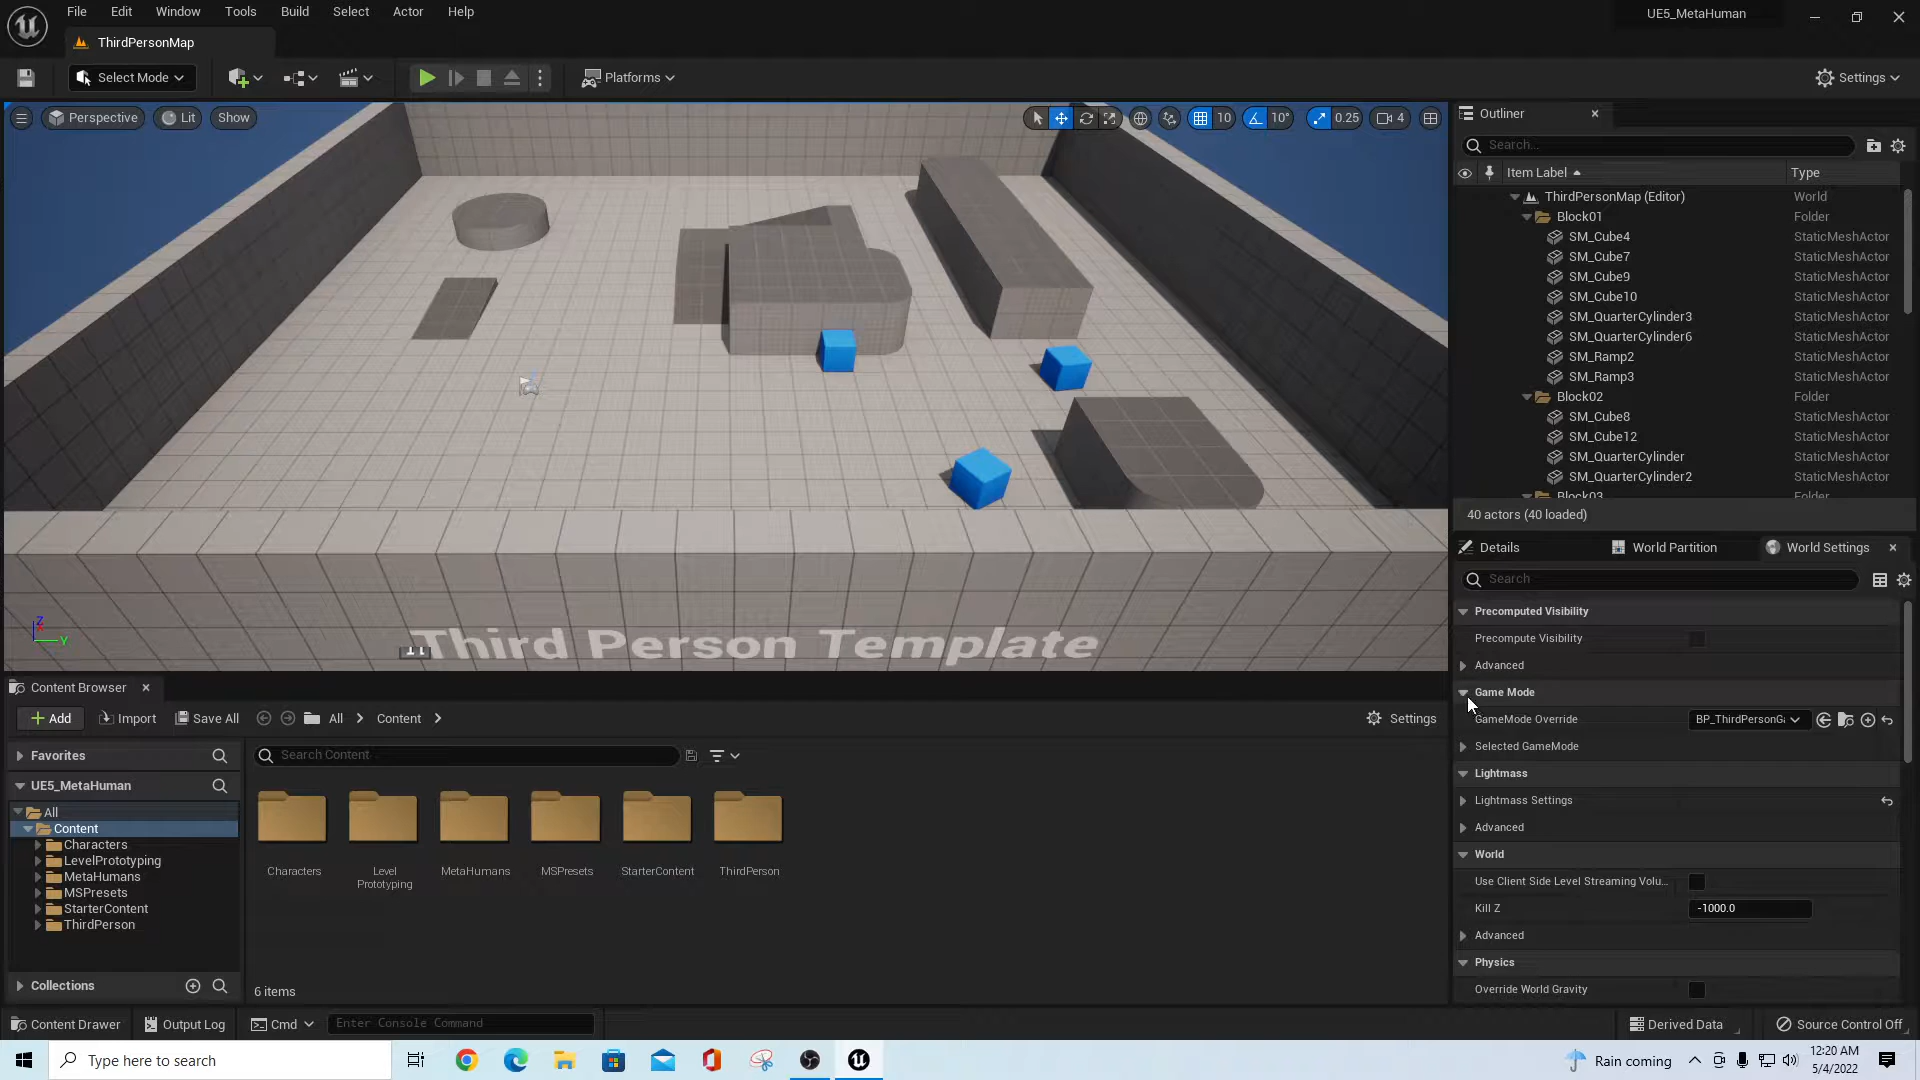 File Edit Window Tools Build Select Actor Help
UE5_MetaHuman
ThirdPersonMap
Select Mode
Platforms
Settings
Perspective Lit Show
10 10° 0.25 4
Third Person Template
Z
Y
Outliner
Search...
Item Label Type
ThirdPersonMap (Editor) World
Block01 Folder
SM_Cube4 StaticMeshActor
SM_Cube7 StaticMeshActor
SM_Cube9 StaticMeshActor
SM_Cube10 StaticMeshActor
SM_QuarterCylinder3 StaticMeshActor
SM_QuarterCylinder6 StaticMeshActor
SM_Ramp2 StaticMeshActor
SM_Ramp3 StaticMeshActor
Block02 Folder
SM_Cube8 StaticMeshActor
SM_Cube12 StaticMeshActor
SM_QuarterCylinder StaticMeshActor
SM_QuarterCylinder2 StaticMeshActor
Block03 Folder
40 actors (40 loaded)
Details World Partition World Settings
Search
Precomputed Visibility
Precompute Visibility
Advanced
Game Mode
GameMode Override BP_ThirdPersonG
Selected GameMode
Lightmass
Lightmass Settings
Advanced
World
Use Client Side Level Streaming Volu...
Kill Z -1000.0
Advanced
Physics
Override World Gravity
Content Browser
Add Import Save All All Content Settings
Favorites
Search Content
UE5_MetaHuman
All
Content
Characters
LevelPrototyping
MetaHumans
MSPresets
StarterContent
ThirdPerson
Collections
Characters
Level Prototyping
MetaHumans
MSPresets
StarterContent
ThirdPerson
6 items
Content Drawer Output Log Cmd Enter Console Command Derived Data Source Control Off
Type here to search
Rain coming
12:20 AM
5/4/2022